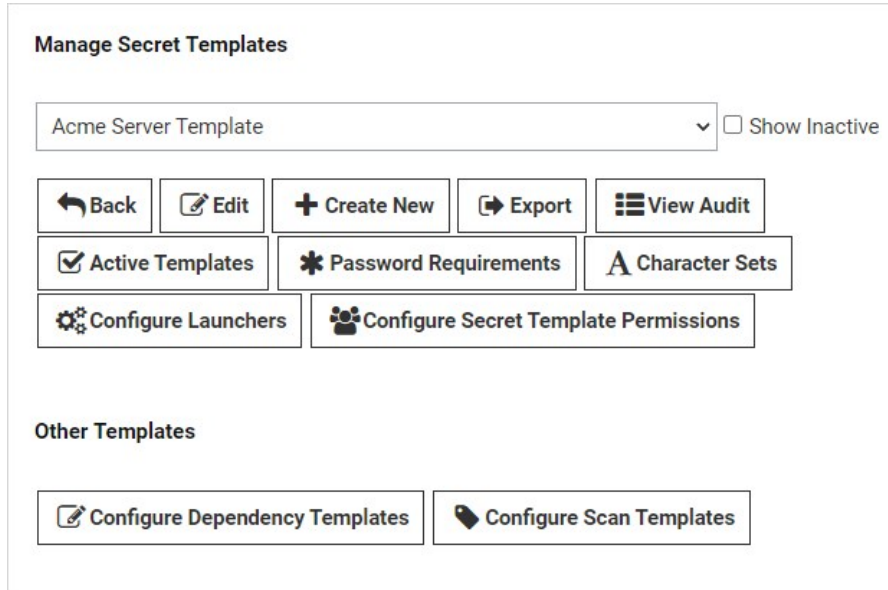 Manage Secret Templates
Acme Server Template Show Inactive
Back Edit Create New Export View Audit
Active Templates Password Requirements Character Sets
Configure Launchers Configure Secret Template Permissions
Other Templates
Configure Dependency Templates Configure Scan Templates